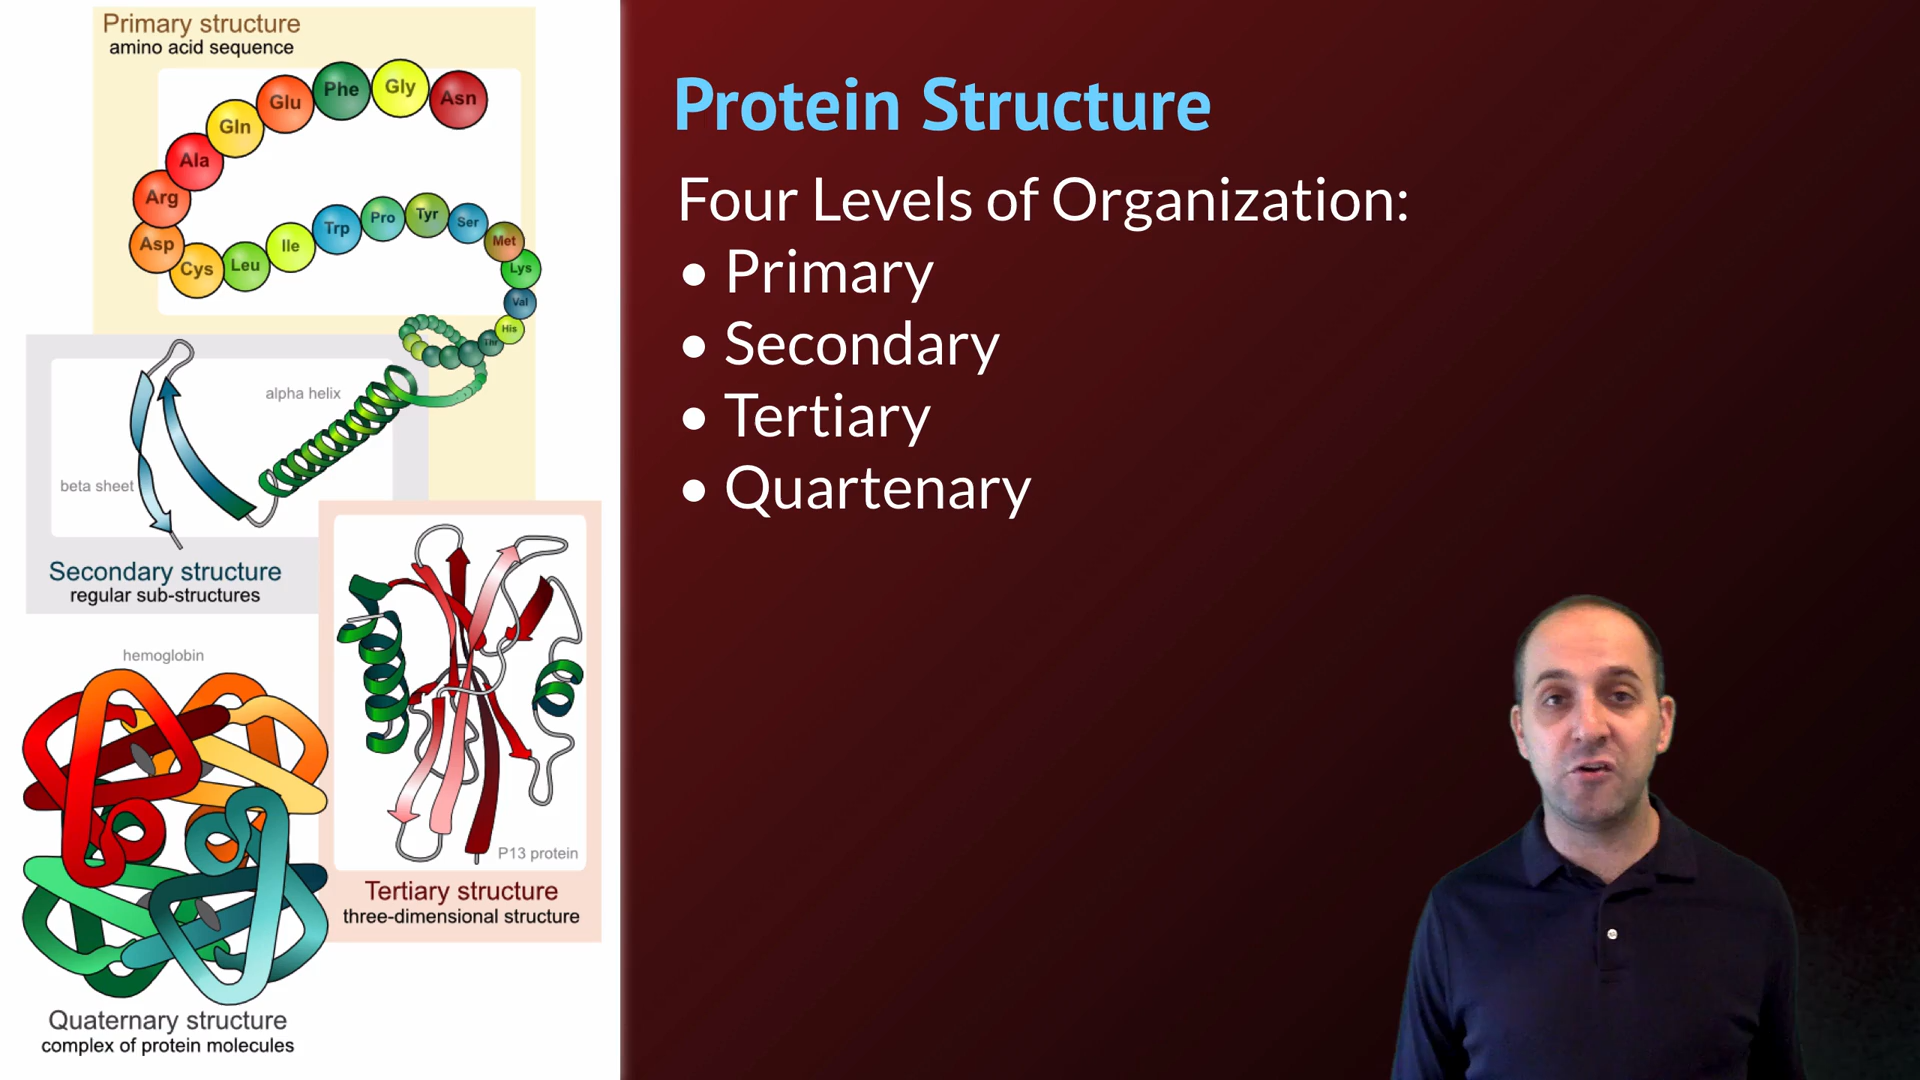 Primary structure
amino acid sequence
Asn
Gly
Phe
Glu
Gln
Ala
Arg
Asp
Cys
Leu
Ile
Trp
Pro
Tyr
Ser
Met
Lys
Val
His
Thr
alpha helix
beta sheet
Secondary structure
regular sub-structures
P13 protein
Tertiary structure
three-dimensional structure
hemoglobin
Quaternary structure
complex of protein molecules
Protein Structure
Four Levels of Organization:
• Primary
• Secondary
• Tertiary
• Quartenary